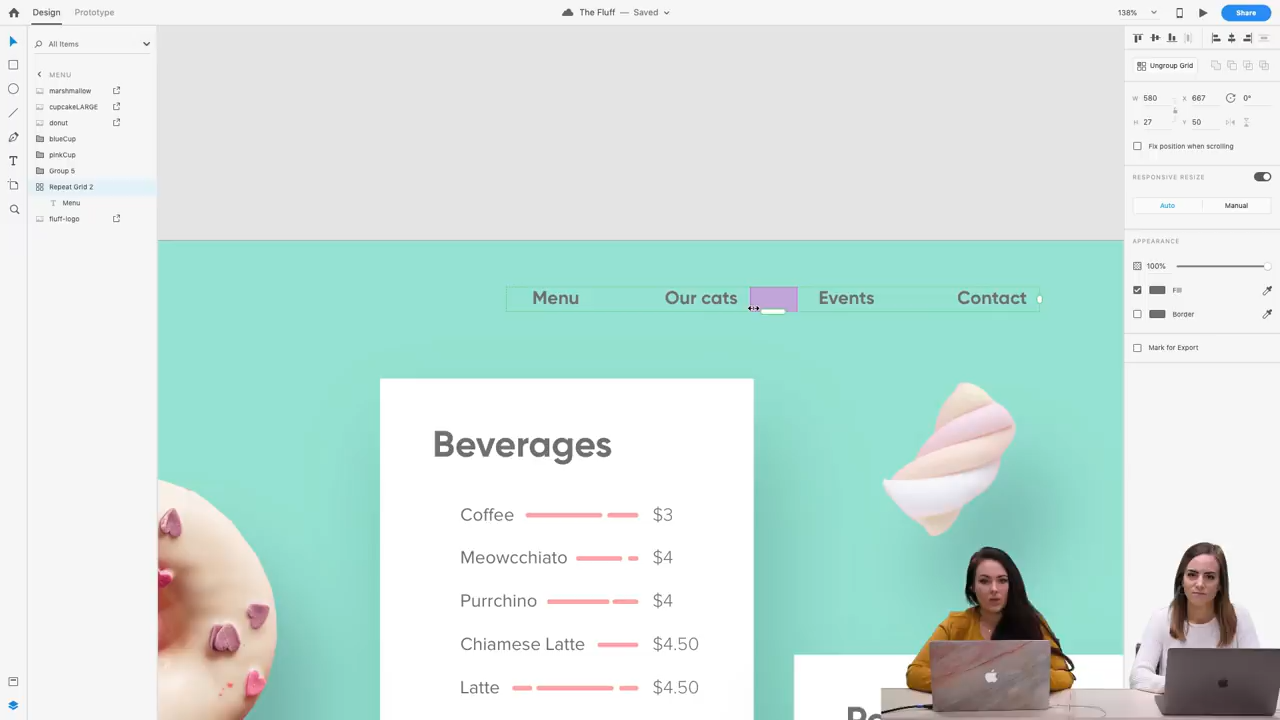 Design Prototype
The Fluff — Saved
138%
Share
All Items
MENU
marshmallow
cupcakeLARGE
donut
blueCup
pinkCup
Group 5
Repeat Grid 2
T Menu
fluff-logo
T
Ungroup Grid
W 580 X 667 0°
H 27 Y 50
Fix position when scrolling
RESPONSIVE RESIZE
Auto Manual
APPEARANCE
100%
Fill
Border
Mark for Export
Menu Our cats Events Contact
Beverages
Coffee $3
Meowcchiato $4
Purrchino $4
Chiamese Latte $4.50
Latte $4.50